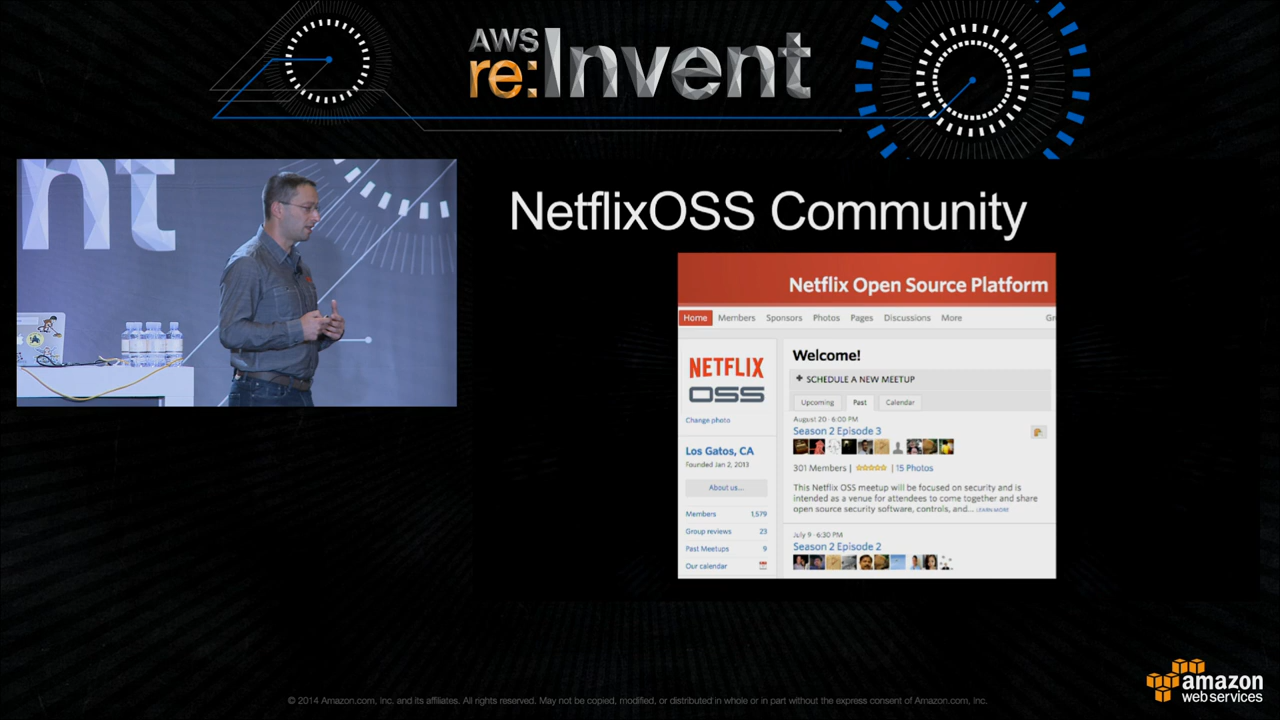 AWS
re:Invent
nt
NetflixOSS Community
Netflix Open Source Platform
Home Members Sponsors Photos Pages Discussions More
NETFLIX
OSS
Change photo
Los Gatos, CA
Founded Jan 2, 2013
About us...
Members 1,579
Group reviews 23
Past Meetups 9
Our calendar
Welcome!
+ SCHEDULE A NEW MEETUP
Upcoming Past Calendar
August 20 · 6:00 PM
Season 2 Episode 3
301 Members | | 15 Photos
This Netflix OSS meetup will be focused on security and is
intended as a venue for attendees to come together and share
open source security software, controls, and... LEARN MORE
July 9 · 6:30 PM
Season 2 Episode 2
© 2014 Amazon.com, Inc. and its affiliates. All rights reserved. May not be copied, modified, or distributed in whole or in part without the express consent of Amazon.com, Inc.
amazon
web services